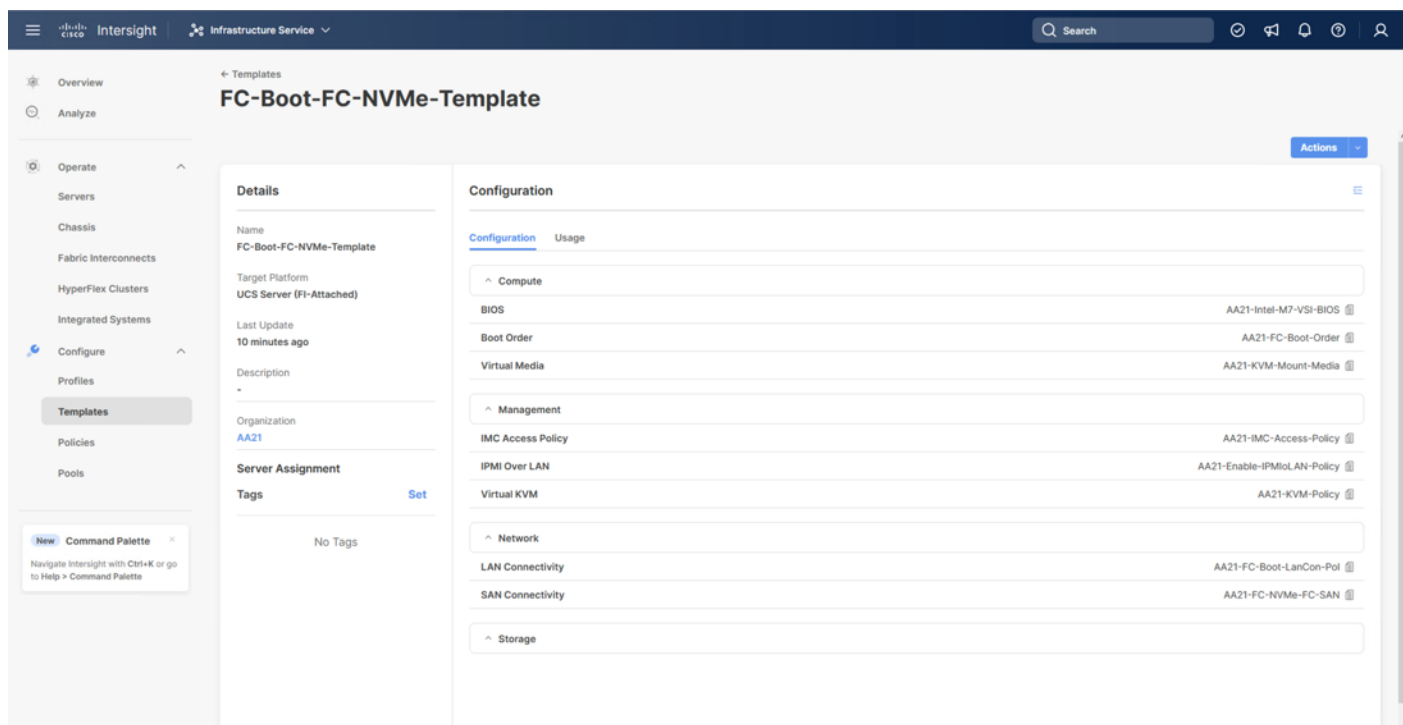 cisco Intersight Infrastructure Service Search
Overview
Analyze
Operate
Servers
Chassis
Fabric Interconnects
HyperFlex Clusters
Integrated Systems
Configure
Profiles
Templates
Policies
Pools
New Command Palette
Navigate Intersight with Ctrl+K or go
to Help > Command Palette
← Templates
FC-Boot-FC-NVMe-Template
Actions
Details
Name
FC-Boot-FC-NVMe-Template
Target Platform
UCS Server (FI-Attached)
Last Update
10 minutes ago
Description
-
Organization
AA21
Server Assignment
Tags Set
No Tags
Configuration
Configuration Usage
Compute
BIOS AA21-Intel-M7-VSI-BIOS
Boot Order AA21-FC-Boot-Order
Virtual Media AA21-KVM-Mount-Media
Management
IMC Access Policy AA21-IMC-Access-Policy
IPMI Over LAN AA21-Enable-IPMIoLAN-Policy
Virtual KVM AA21-KVM-Policy
Network
LAN Connectivity AA21-FC-Boot-LanCon-Pol
SAN Connectivity AA21-FC-NVMe-FC-SAN
Storage